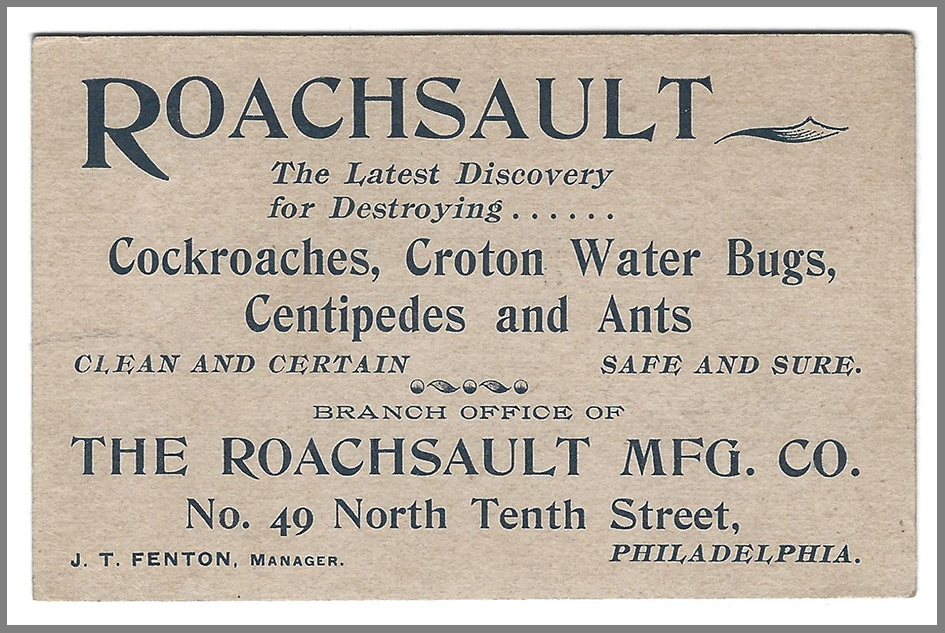 ROACHSAULT
The Latest Discovery
for Destroying......
Cockroaches, Croton Water Bugs,
Centipedes and Ants
CLEAN AND CERTAIN SAFE AND SURE.
BRANCH OFFICE OF
THE ROACHSAULT MFG. CO.
No. 49 North Tenth Street,
J. T. FENTON, MANAGER. PHILADELPHIA.